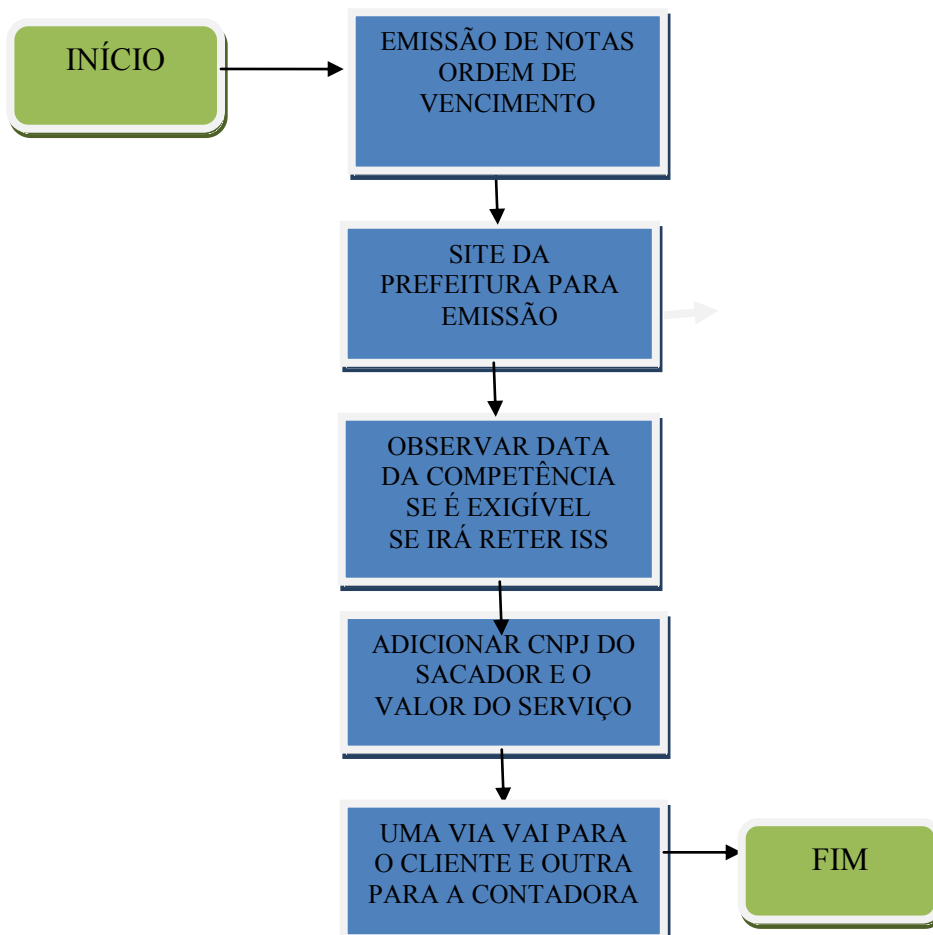 INÍCIO
EMISSÃO DE NOTAS
ORDEM DE
VENCIMENTO
SITE DA
PREFEITURA PARA
EMISSÃO
OBSERVAR DATA
DA COMPETÊNCIA
SE É EXIGÍVEL
SE IRÁ RETER ISS
ADICIONAR CNPJ DO
SACADOR E O
VALOR DO SERVIÇO
UMA VIA VAI PARA
O CLIENTE E OUTRA
PARA A CONTADORA
FIM